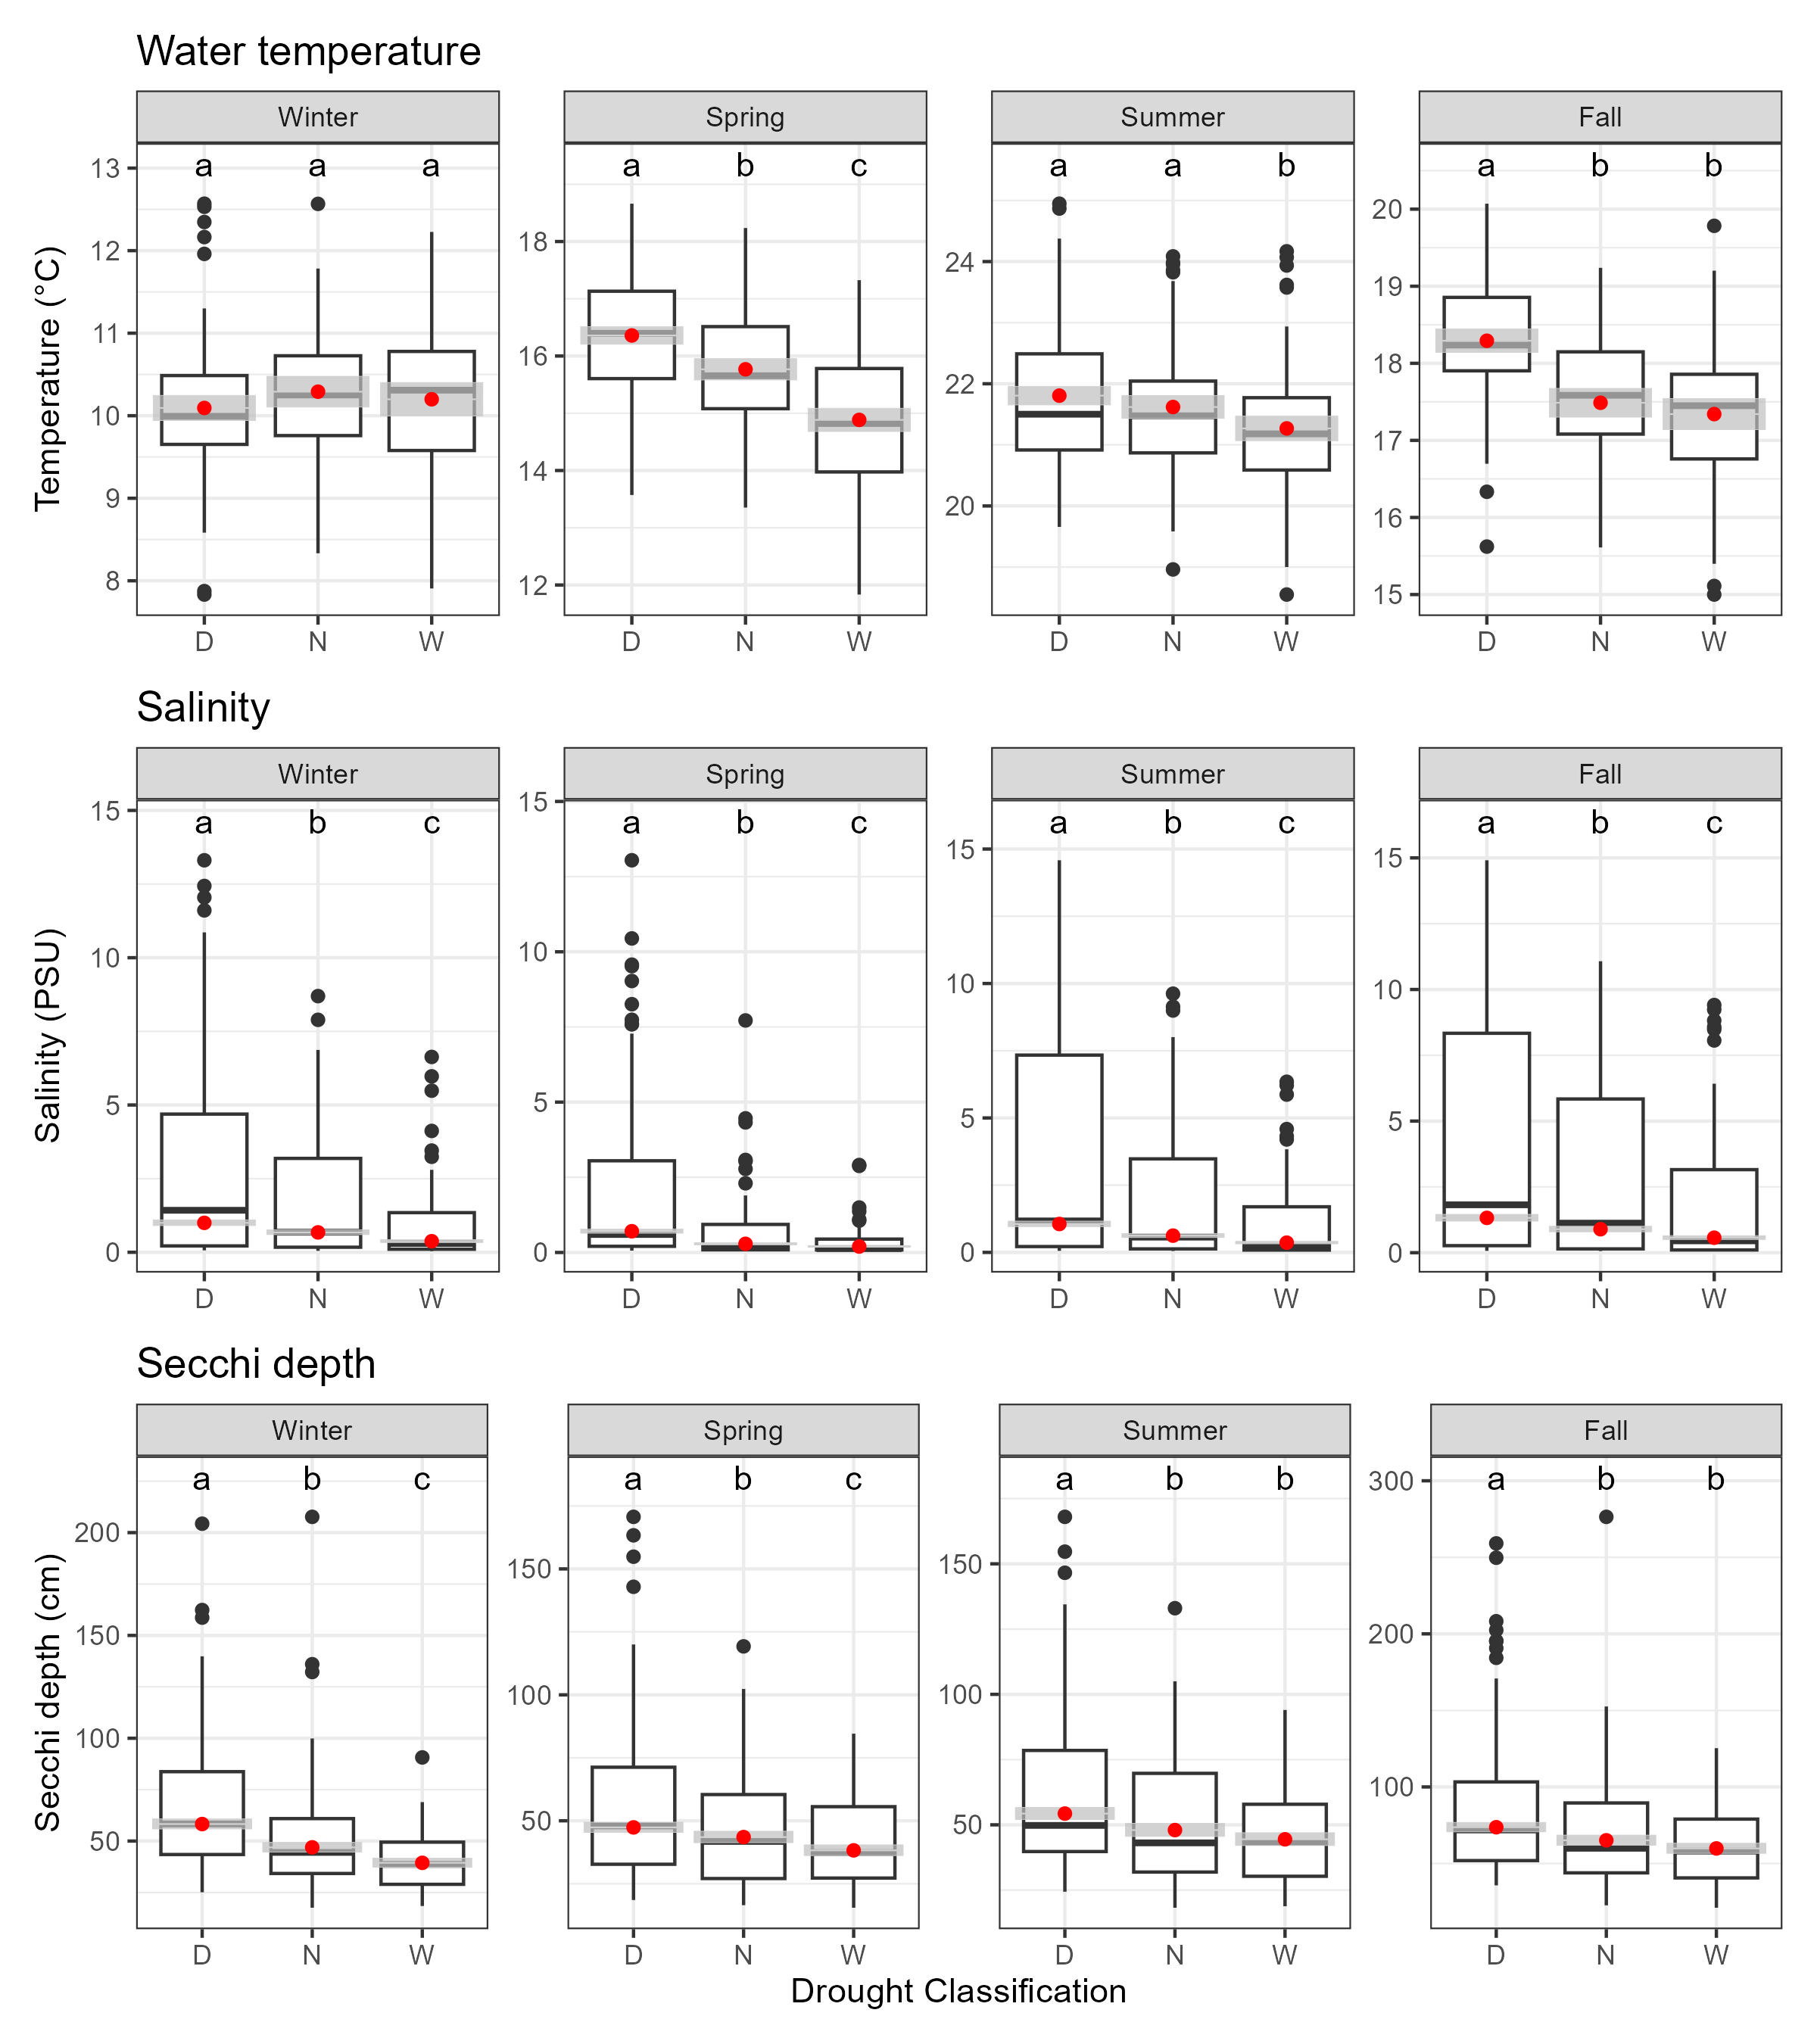 Water temperature
Winter Spring Summer Fall
a a a a b c a a b a b b
Temperature (°C)
13 12 11 10 9 8
18 16 14 12
24 22 20
20 19 18 17 16 15
D N W D N W D N W D N W
Salinity
Winter Spring Summer Fall
a b c a b c a b c a b c
Salinity (PSU)
15 10 5 0
15 10 5 0
15 10 5 0
15 10 5 0
D N W D N W D N W D N W
Secchi depth
Winter Spring Summer Fall
a b c a b c a b b a b b
Secchi depth (cm)
200 150 100 50
150 100 50
150 100 50
300 200 100
D N W D N W D N W D N W
Drought Classification